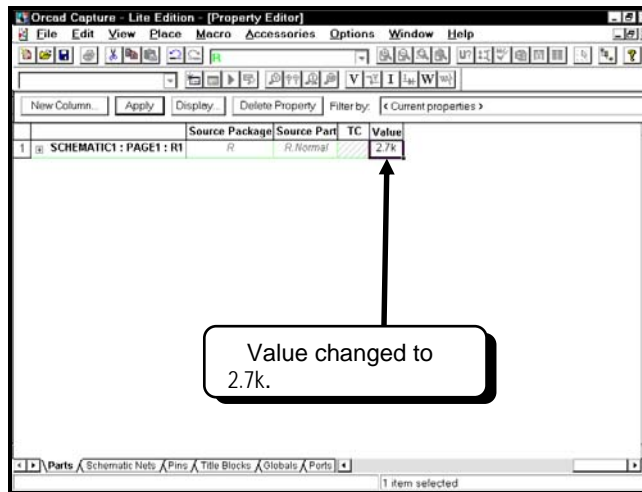 Orcad Capture - Lite Edition - [Property Editor]
File Edit View Place Macro Accessories Options Window Help
R
U?
V I W
New Column... Apply Display... Delete Property Filter by: < Current properties >
Source Package Source Part TC Value
1 SCHEMATIC1 : PAGE1 : R1 R R.Normal 2.7k
Value changed to
2.7k.
Parts Schematic Nets Pins Title Blocks Globals Ports
1 item selected